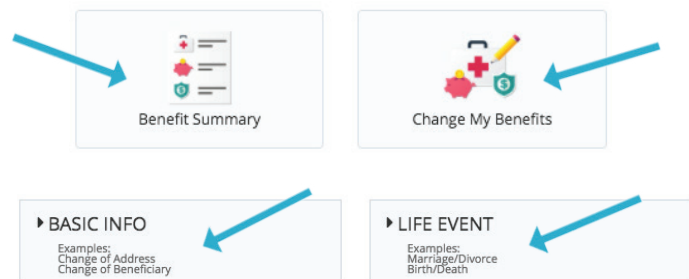 Benefit Summary
Change My Benefits
BASIC INFO
Examples:
Change of Address
Change of Beneficiary
LIFE EVENT
Examples:
Marriage/Divorce
Birth/Death